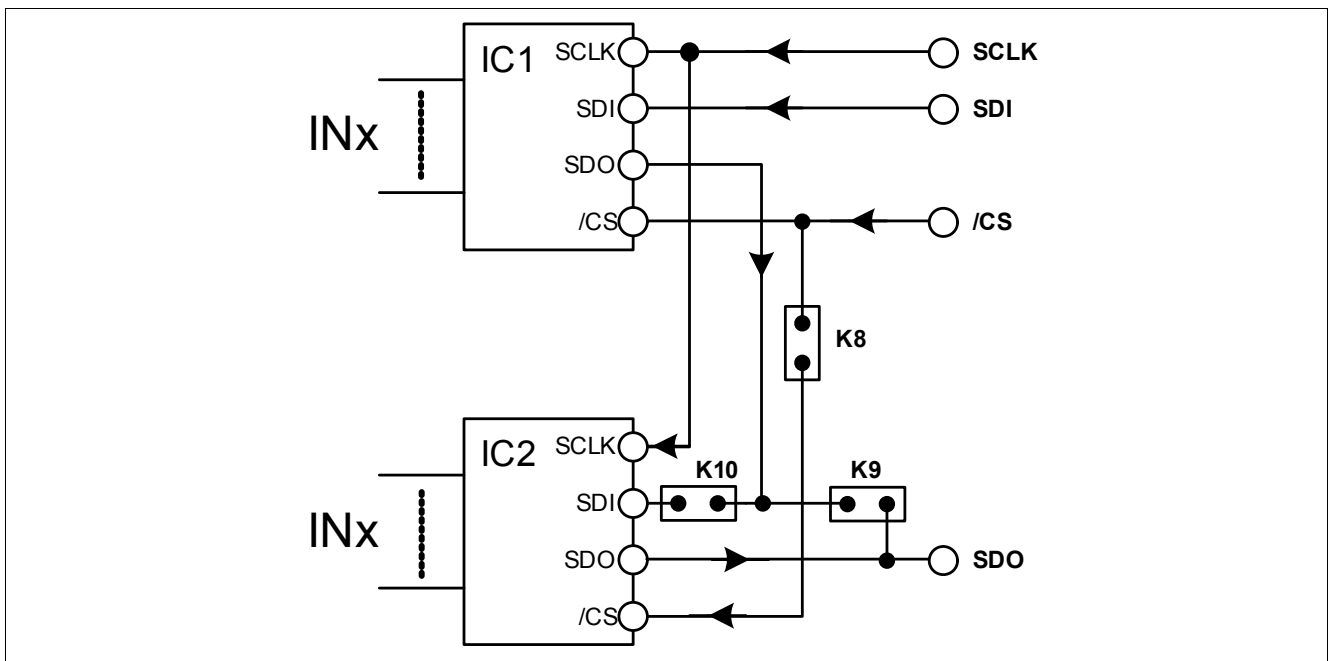 IC1
SCLK
SDI
SDO
/CS
INx
SCLK
SDI
/CS
K8
IC2
SCLK
SDI
SDO
/CS
INx
K10
K9
SDO